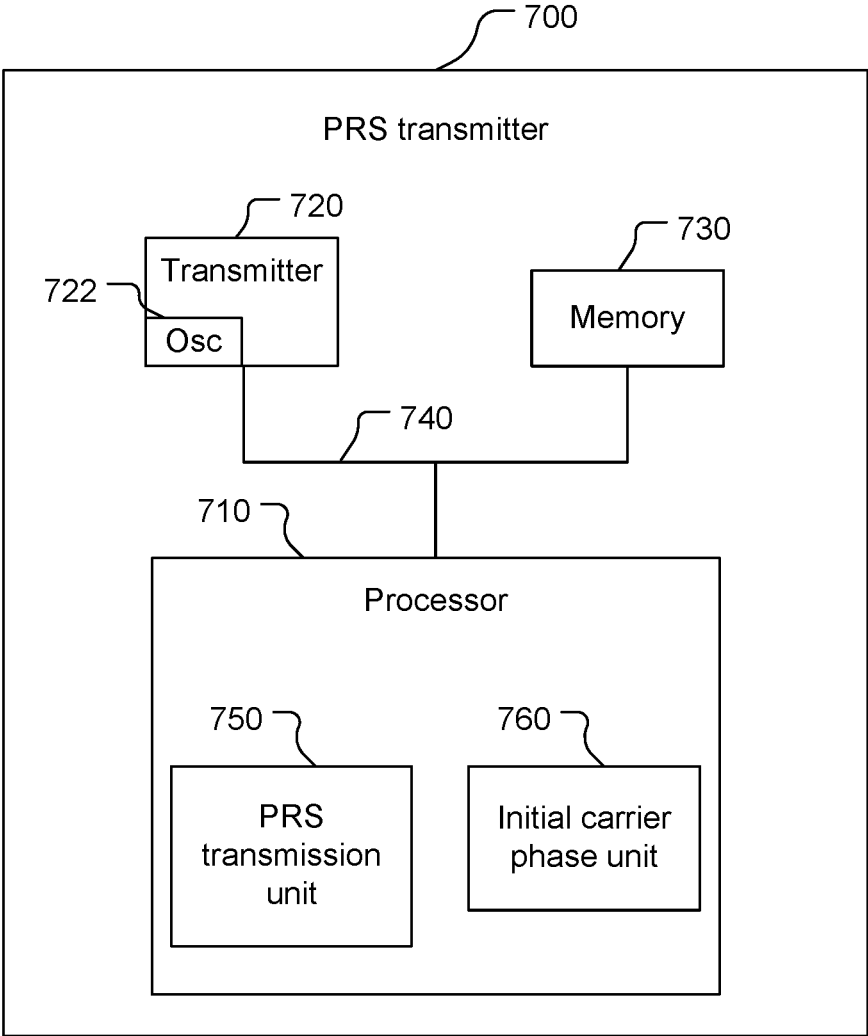 700
PRS transmitter
720
Transmitter
722
Osc
730
Memory
740
710
Processor
750
PRS
transmission
unit
760
Initial carrier
phase unit